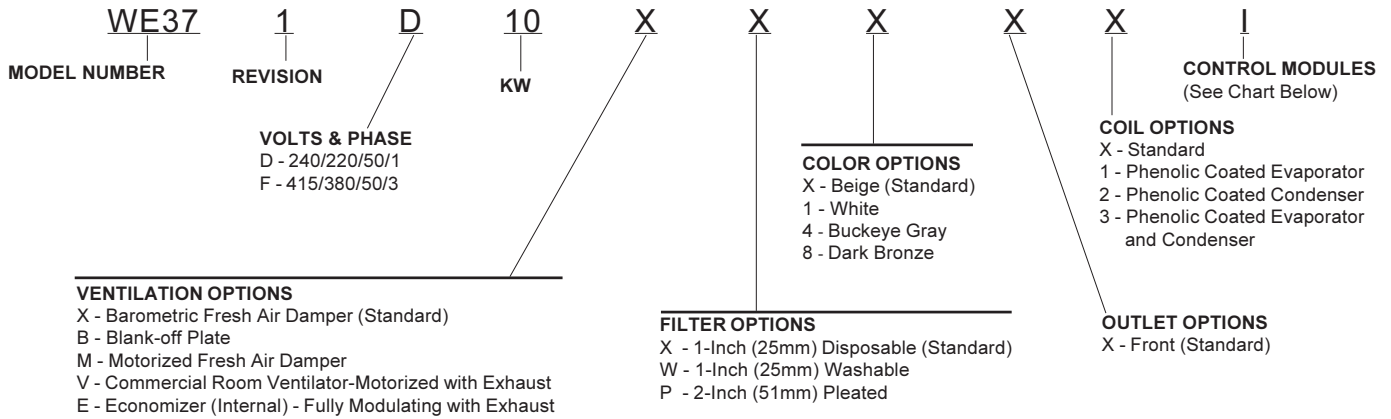 WE37 1 D 10 X X X X X I
MODEL NUMBER
REVISION
KW
CONTROL MODULES
(See Chart Below)
VOLTS & PHASE
D - 240/220/50/1
F - 415/380/50/3
COLOR OPTIONS
X - Beige (Standard)
1 - White
4 - Buckeye Gray
8 - Dark Bronze
COIL OPTIONS
X - Standard
1 - Phenolic Coated Evaporator
2 - Phenolic Coated Condenser
3 - Phenolic Coated Evaporator
and Condenser
VENTILATION OPTIONS
X - Barometric Fresh Air Damper (Standard)
B - Blank-off Plate
M - Motorized Fresh Air Damper
V - Commercial Room Ventilator-Motorized with Exhaust
E - Economizer (Internal) - Fully Modulating with Exhaust
FILTER OPTIONS
X - 1-Inch (25mm) Disposable (Standard)
W - 1-Inch (25mm) Washable
P - 2-Inch (51mm) Pleated
OUTLET OPTIONS
X - Front (Standard)